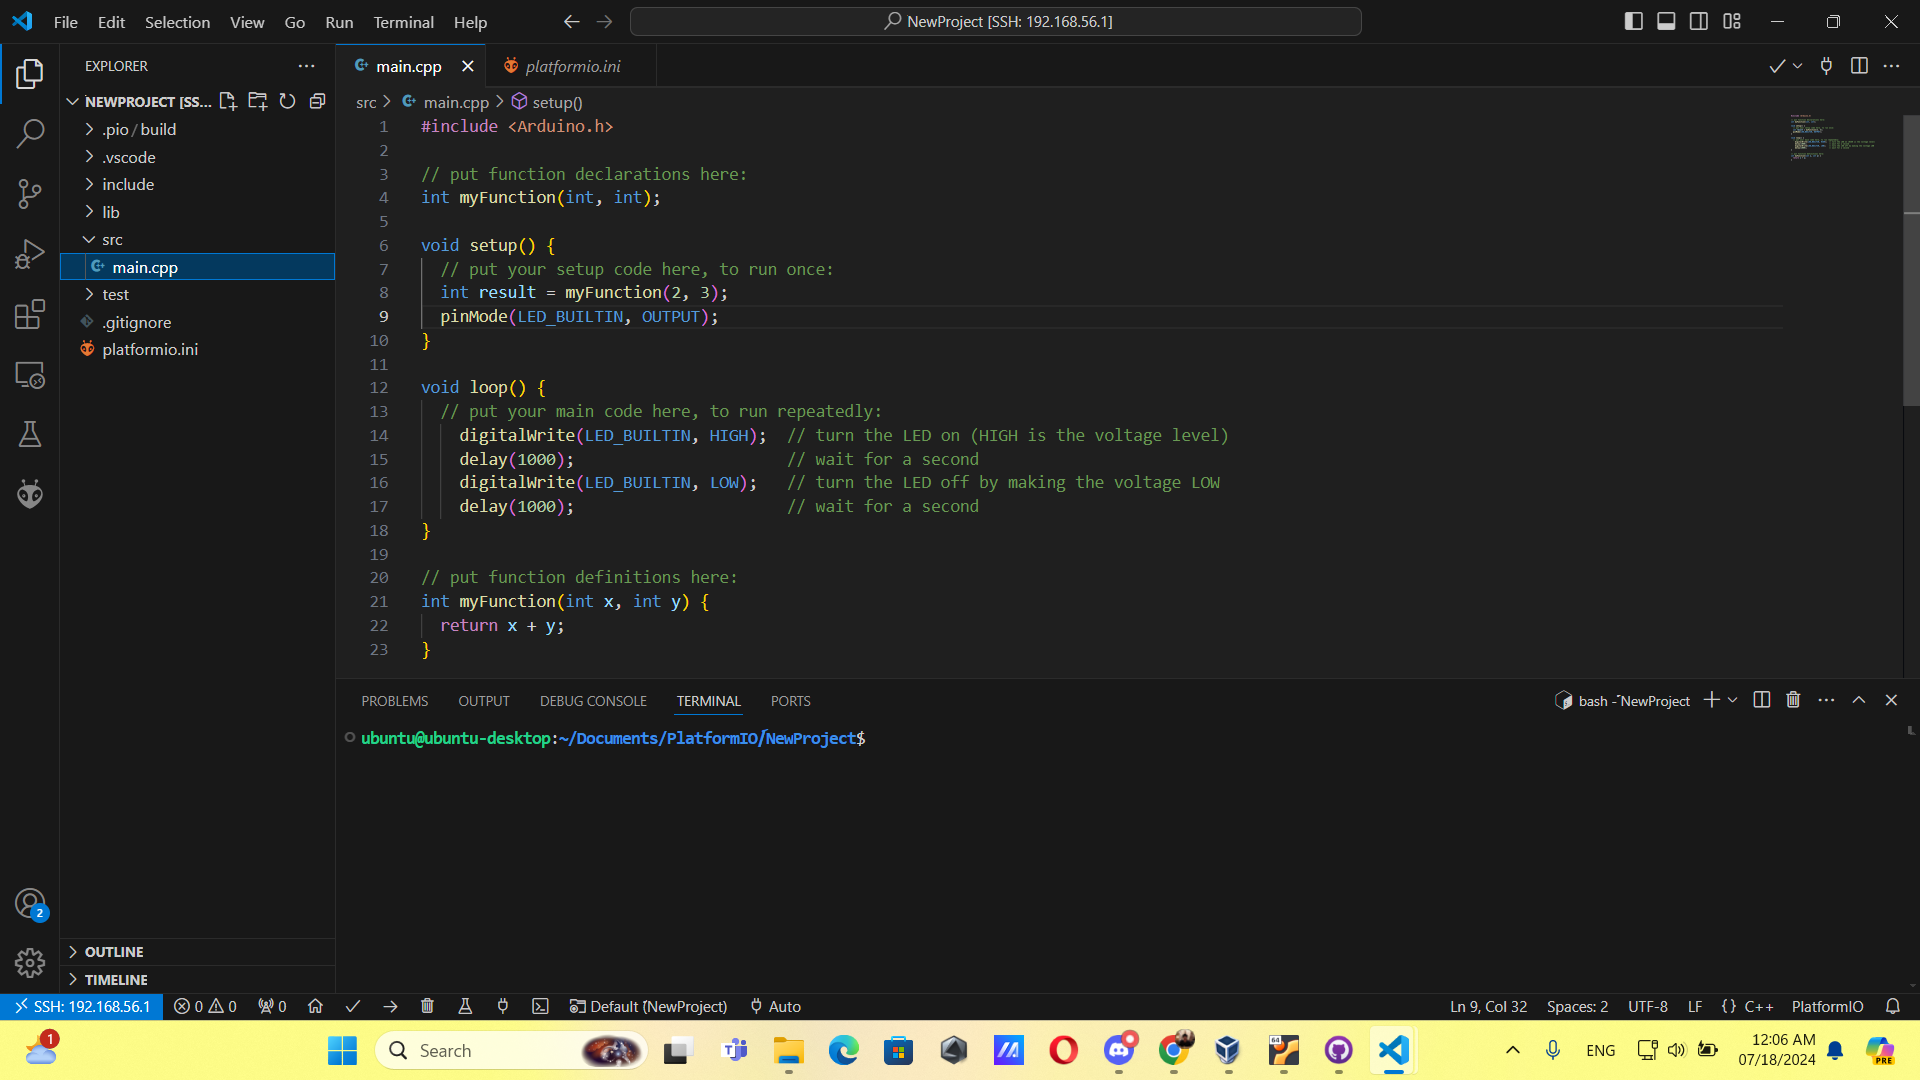 File Edit Selection View Go Run Terminal Help
NewProject [SSH: 192.168.56.1]
EXPLORER
NEWPROJECT [SS...
.pio / build
.vscode
include
lib
src
main.cpp
test
.gitignore
platformio.ini
OUTLINE
TIMELINE
main.cpp
platformio.ini
src > main.cpp > setup()
1 #include <Arduino.h>
2
3 // put function declarations here:
4 int myFunction(int, int);
5
6 void setup() {
7 // put your setup code here, to run once:
8 int result = myFunction(2, 3);
9 pinMode(LED_BUILTIN, OUTPUT);
10 }
11
12 void loop() {
13 // put your main code here, to run repeatedly:
14 digitalWrite(LED_BUILTIN, HIGH); // turn the LED on (HIGH is the voltage level)
15 delay(1000); // wait for a second
16 digitalWrite(LED_BUILTIN, LOW); // turn the LED off by making the voltage LOW
17 delay(1000); // wait for a second
18 }
19
20 // put function definitions here:
21 int myFunction(int x, int y) {
22 return x + y;
23 }
PROBLEMS OUTPUT DEBUG CONSOLE TERMINAL PORTS
bash - NewProject
ubuntu@ubuntu-desktop:~/Documents/PlatformIO/NewProject$
2
SSH: 192.168.56.1 0 0 0 Default (NewProject) Auto
Ln 9, Col 32 Spaces: 2 UTF-8 LF {} C++ PlatformIO
1
Search
64
ENG
12:06 AM
07/18/2024
PRE